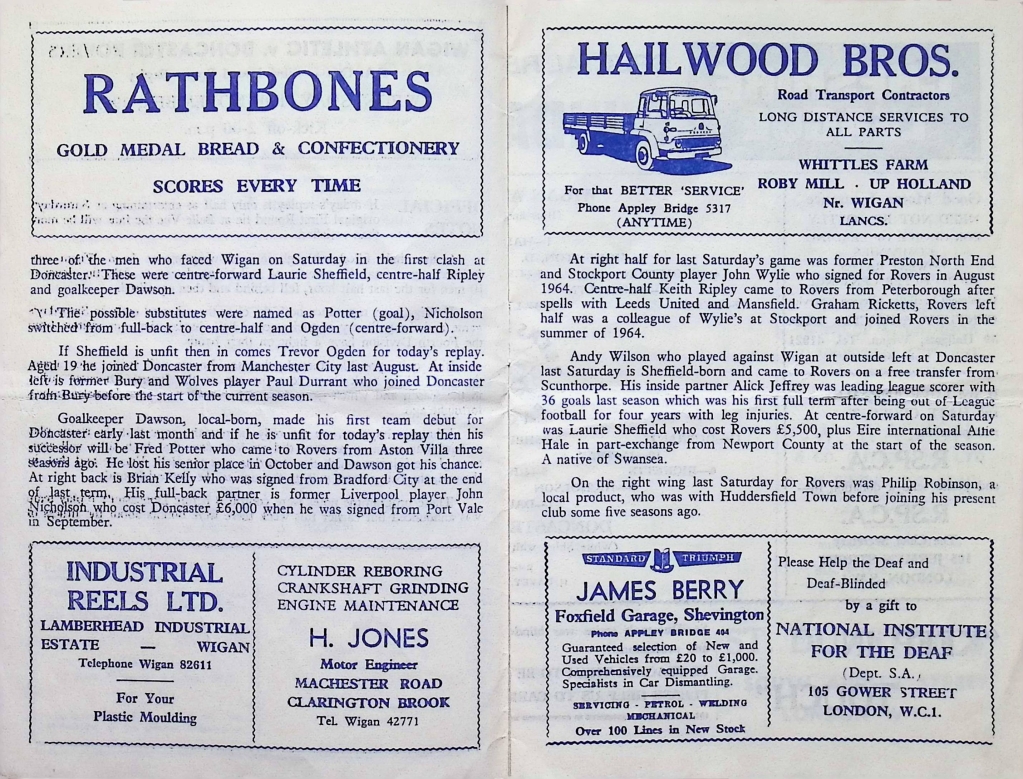 RATHBONES
GOLD MEDAL BREAD & CONFECTIONERY
SCORES EVERY TIME
three of the men who faced Wigan on Saturday in the first clash at
Doncaster. These were centre-forward Laurie Sheffield, centre-half Ripley
and goalkeeper Dawson.
The possible substitutes were named as Potter (goal), Nicholson
switched from full-back to centre-half and Ogden (centre-forward).
If Sheffield is unfit then in comes Trevor Ogden for today's replay.
Aged 19 he joined Doncaster from Manchester City last August. At inside
left is former Bury and Wolves player Paul Durrant who joined Doncaster
from Bury before the start of the current season.
Goalkeeper Dawson, local-born, made his first team debut for
Doncaster early last month and if he is unfit for today's replay then his
successor will be Fred Potter who came to Rovers from Aston Villa three
seasons ago. He lost his senior place in October and Dawson got his chance.
At right back is Brian Kelly who was signed from Bradford City at the end
of last term, His full-back partner is former Liverpool player John
Nicholson who cost Doncaster £6,000 when he was signed from Port Vale
in September.
INDUSTRIAL
REELS LTD.
LAMBERHEAD INDUSTRIAL
ESTATE — WIGAN
Telephone Wigan 82611
For Your
Plastic Moulding
CYLINDER REBORING
CRANKSHAFT GRINDING
ENGINE MAINTENANCE
H. JONES
Motor Engineer
MACHESTER ROAD
CLARINGTON BROOK
Tel. Wigan 42771
HAILWOOD BROS.
Road Transport Contractors
LONG DISTANCE SERVICES TO
ALL PARTS
WHITTLES FARM
ROBY MILL · UP HOLLAND
Nr. WIGAN
LANCS.
For that BETTER 'SERVICE'
Phone Appley Bridge 5317
(ANYTIME)
At right half for last Saturday's game was former Preston North End
and Stockport County player John Wylie who signed for Rovers in August
1964. Centre-half Keith Ripley came to Rovers from Peterborough after
spells with Leeds United and Mansfield. Graham Ricketts, Rovers left
half was a colleague of Wylie's at Stockport and joined Rovers in the
summer of 1964.
Andy Wilson who played against Wigan at outside left at Doncaster
last Saturday is Sheffield-born and came to Rovers on a free transfer from
Scunthorpe. His inside partner Alick Jeffrey was leading league scorer with
36 goals last season which was his first full term after being out of League
football for four years with leg injuries. At centre-forward on Saturday
was Laurie Sheffield who cost Rovers £5,500, plus Eire international
Hale in part-exchange from Newport County at the start of the season.
A native of Swansea.
On the right wing last Saturday for Rovers was Philip Robinson, a
local product, who was with Huddersfield Town before joining his present
club some five seasons ago.
STANDARD TRIUMPH
JAMES BERRY
Foxfield Garage, Shevington
Phone APPLEY BRIDGE 404
Guaranteed selection of New and
Used Vehicles from £20 to £1,000.
Comprehensively equipped Garage.
Specialists in Car Dismantling.
SERVICING - PETROL - WELDING
MECHANICAL
Over 100 Lines in New Stock
Please Help the Deaf and
Deaf-Blinded
by a gift to
NATIONAL INSTITUTE
FOR THE DEAF
(Dept. S.A.)
105 GOWER STREET
LONDON, W.C.1.